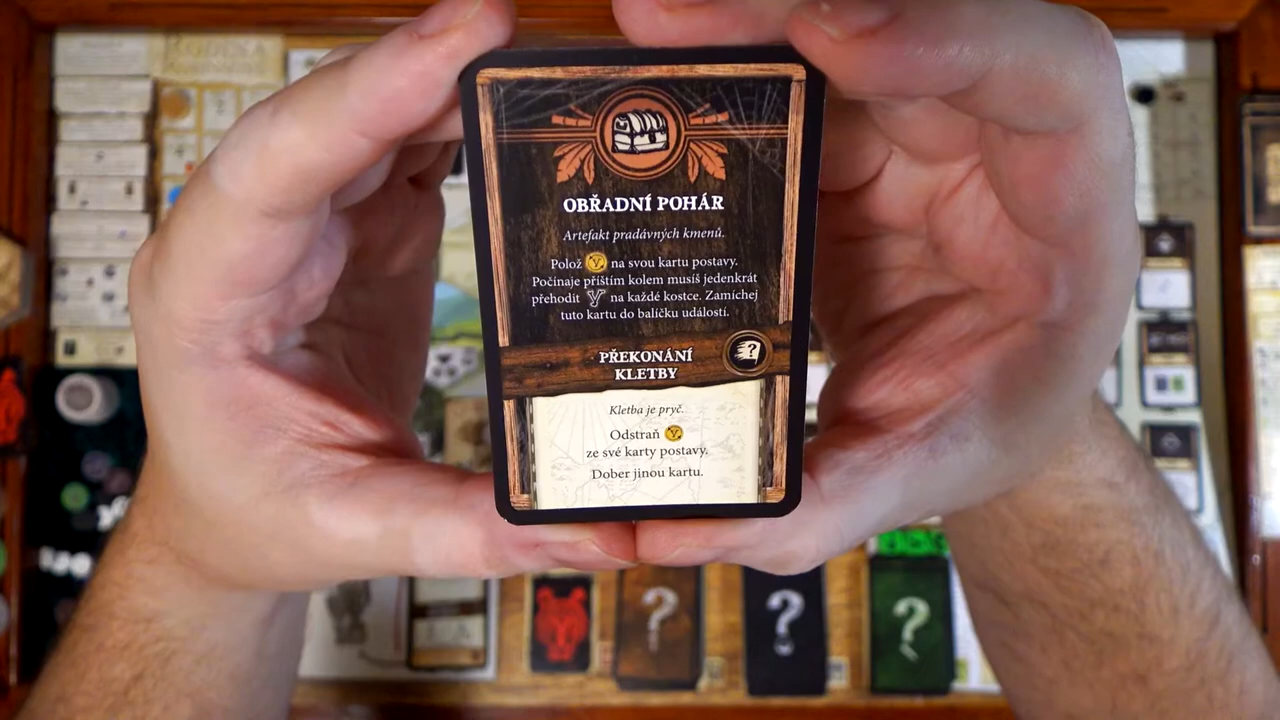 OBŘADNÍ POHÁR
Artefakt pradávných kmenů.
Polož na svou kartu postavy.
Počínaje příštím kolem musíš jedenkrát
přehodit na každé kostce. Zamíchej
tuto kartu do balíčku událostí.
PŘEKONÁNÍ
KLETBY
?
Kletba je pryč.
Odstraň
ze své karty postavy.
Dober jinou kartu.
? ? ?